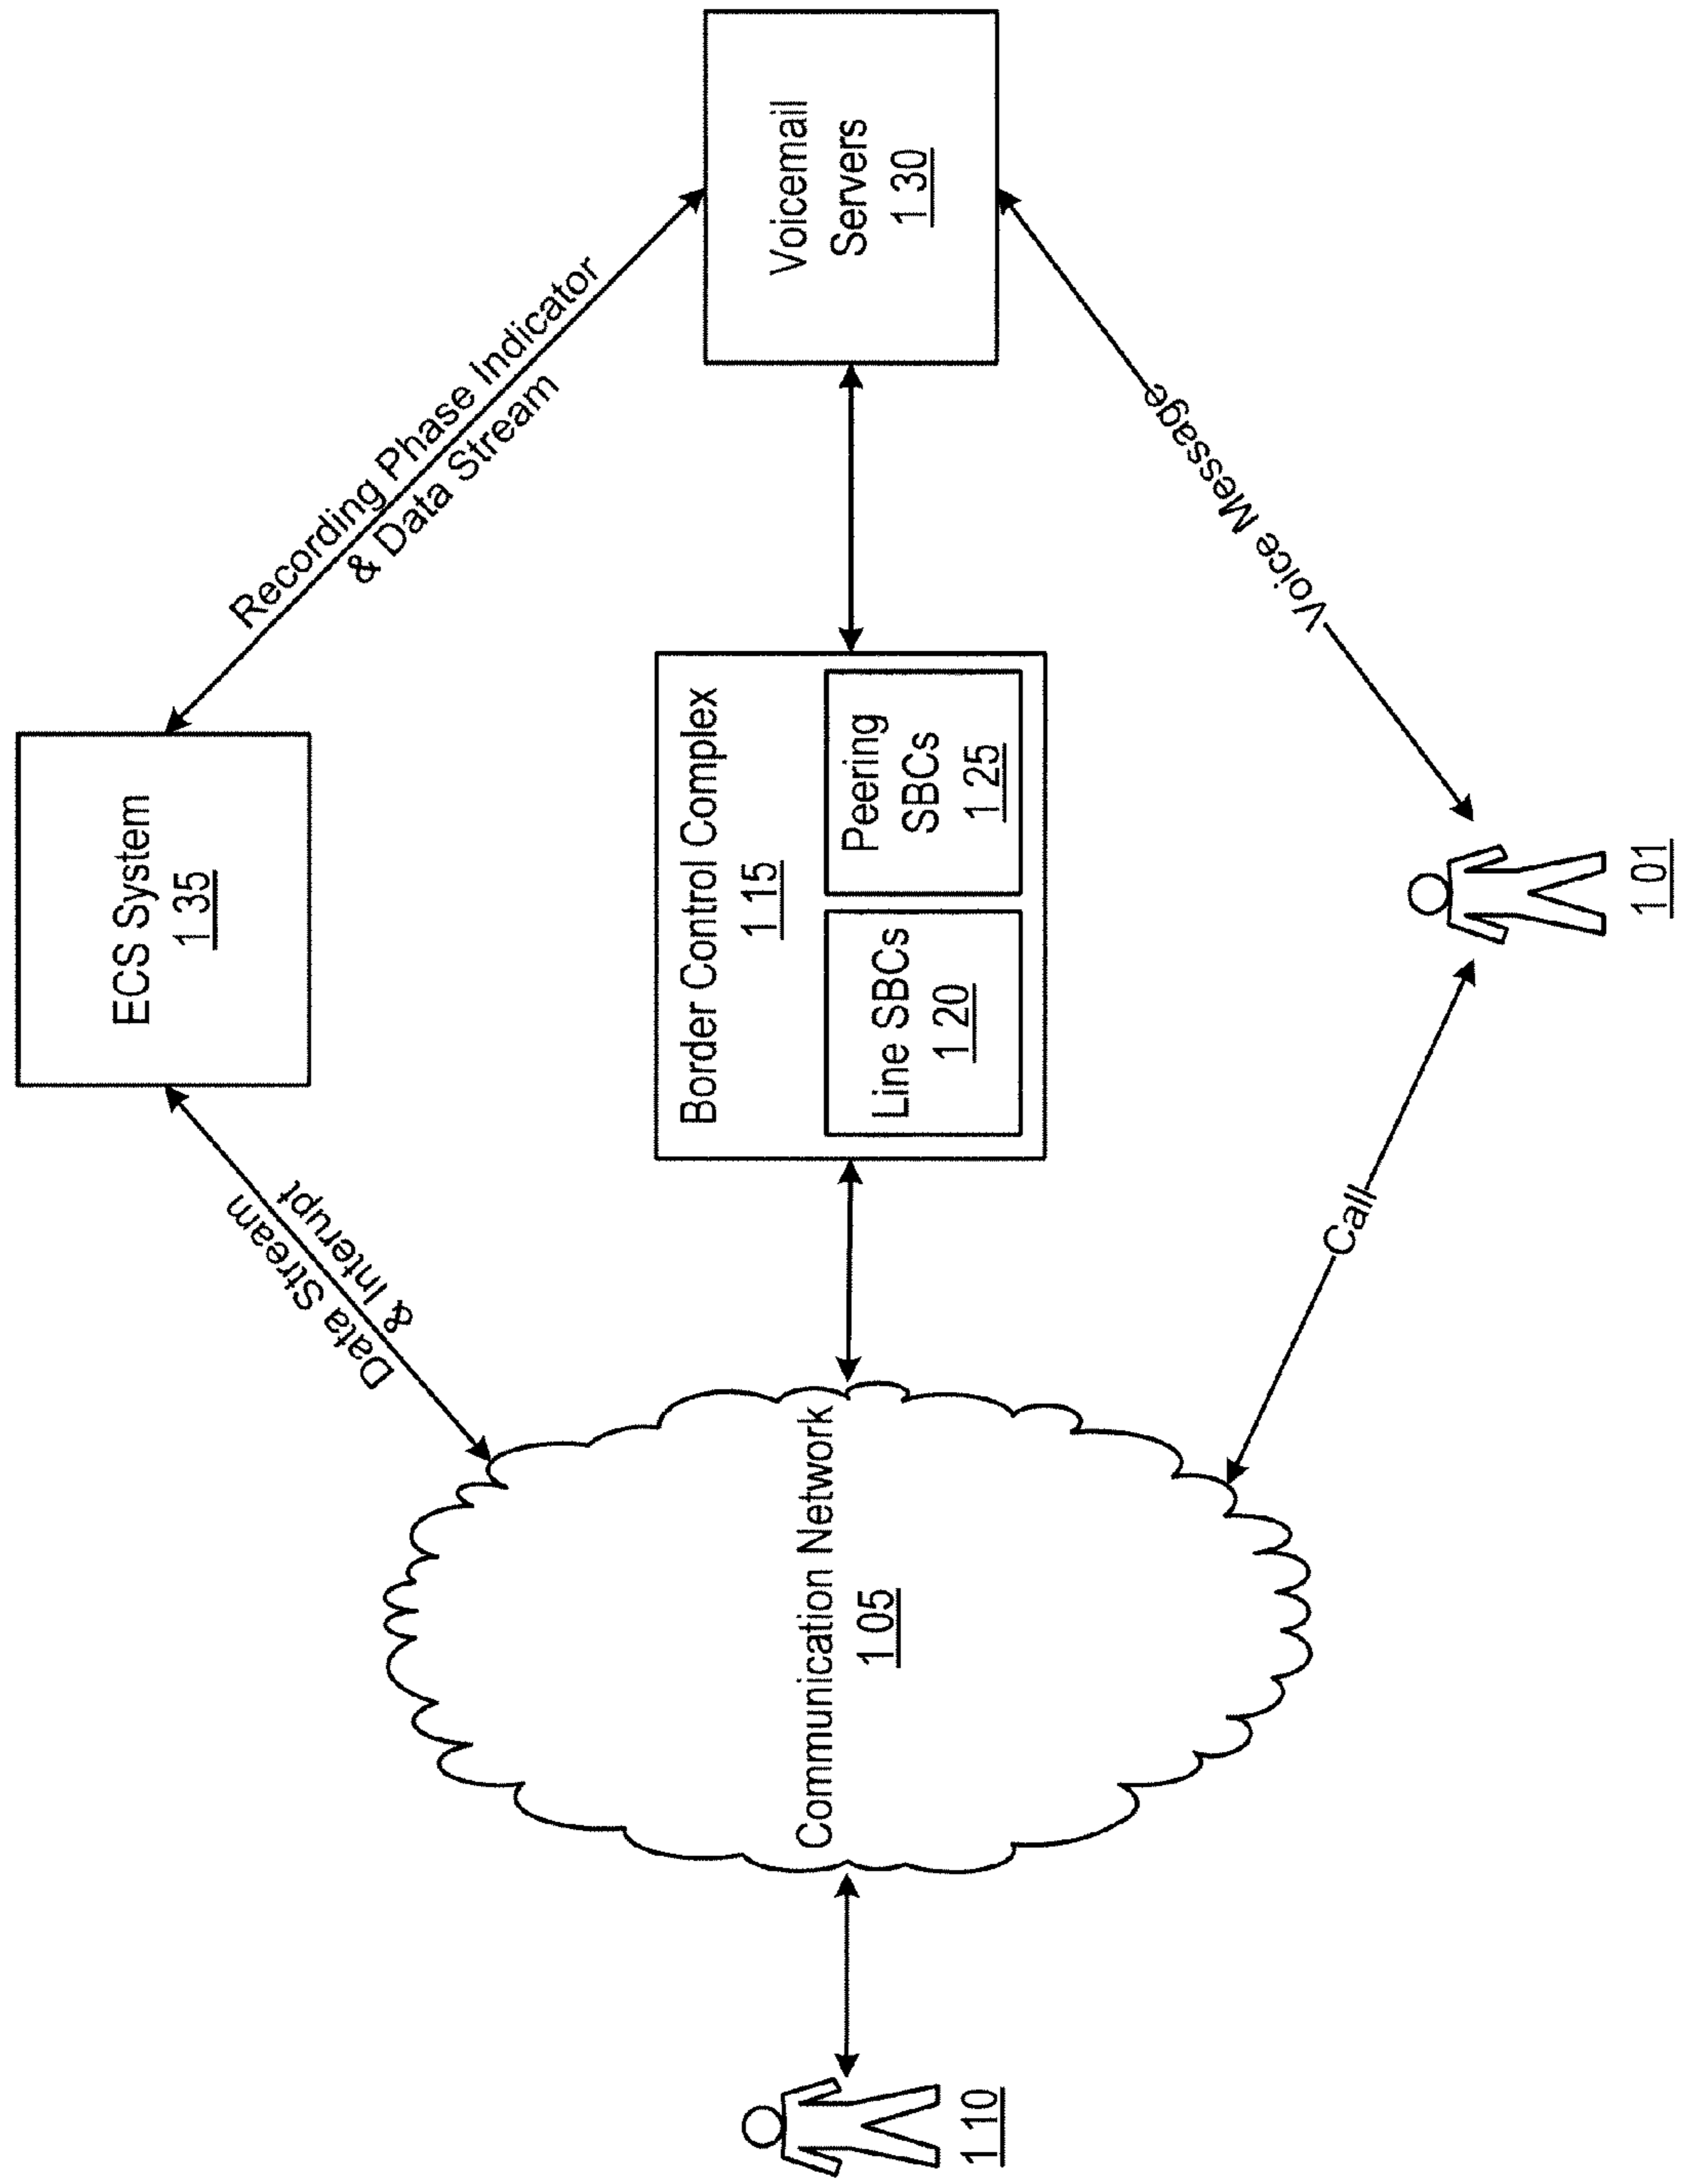 ECS System
135
Recording Phase Indicator
& Data Stream
Data Stream
& Interupt
Voicemail
Servers
130
Border Control Complex
115
Line SBCs
120
Peering
SBCs
125
Communication Network
105
110
Voice Message
Call
101